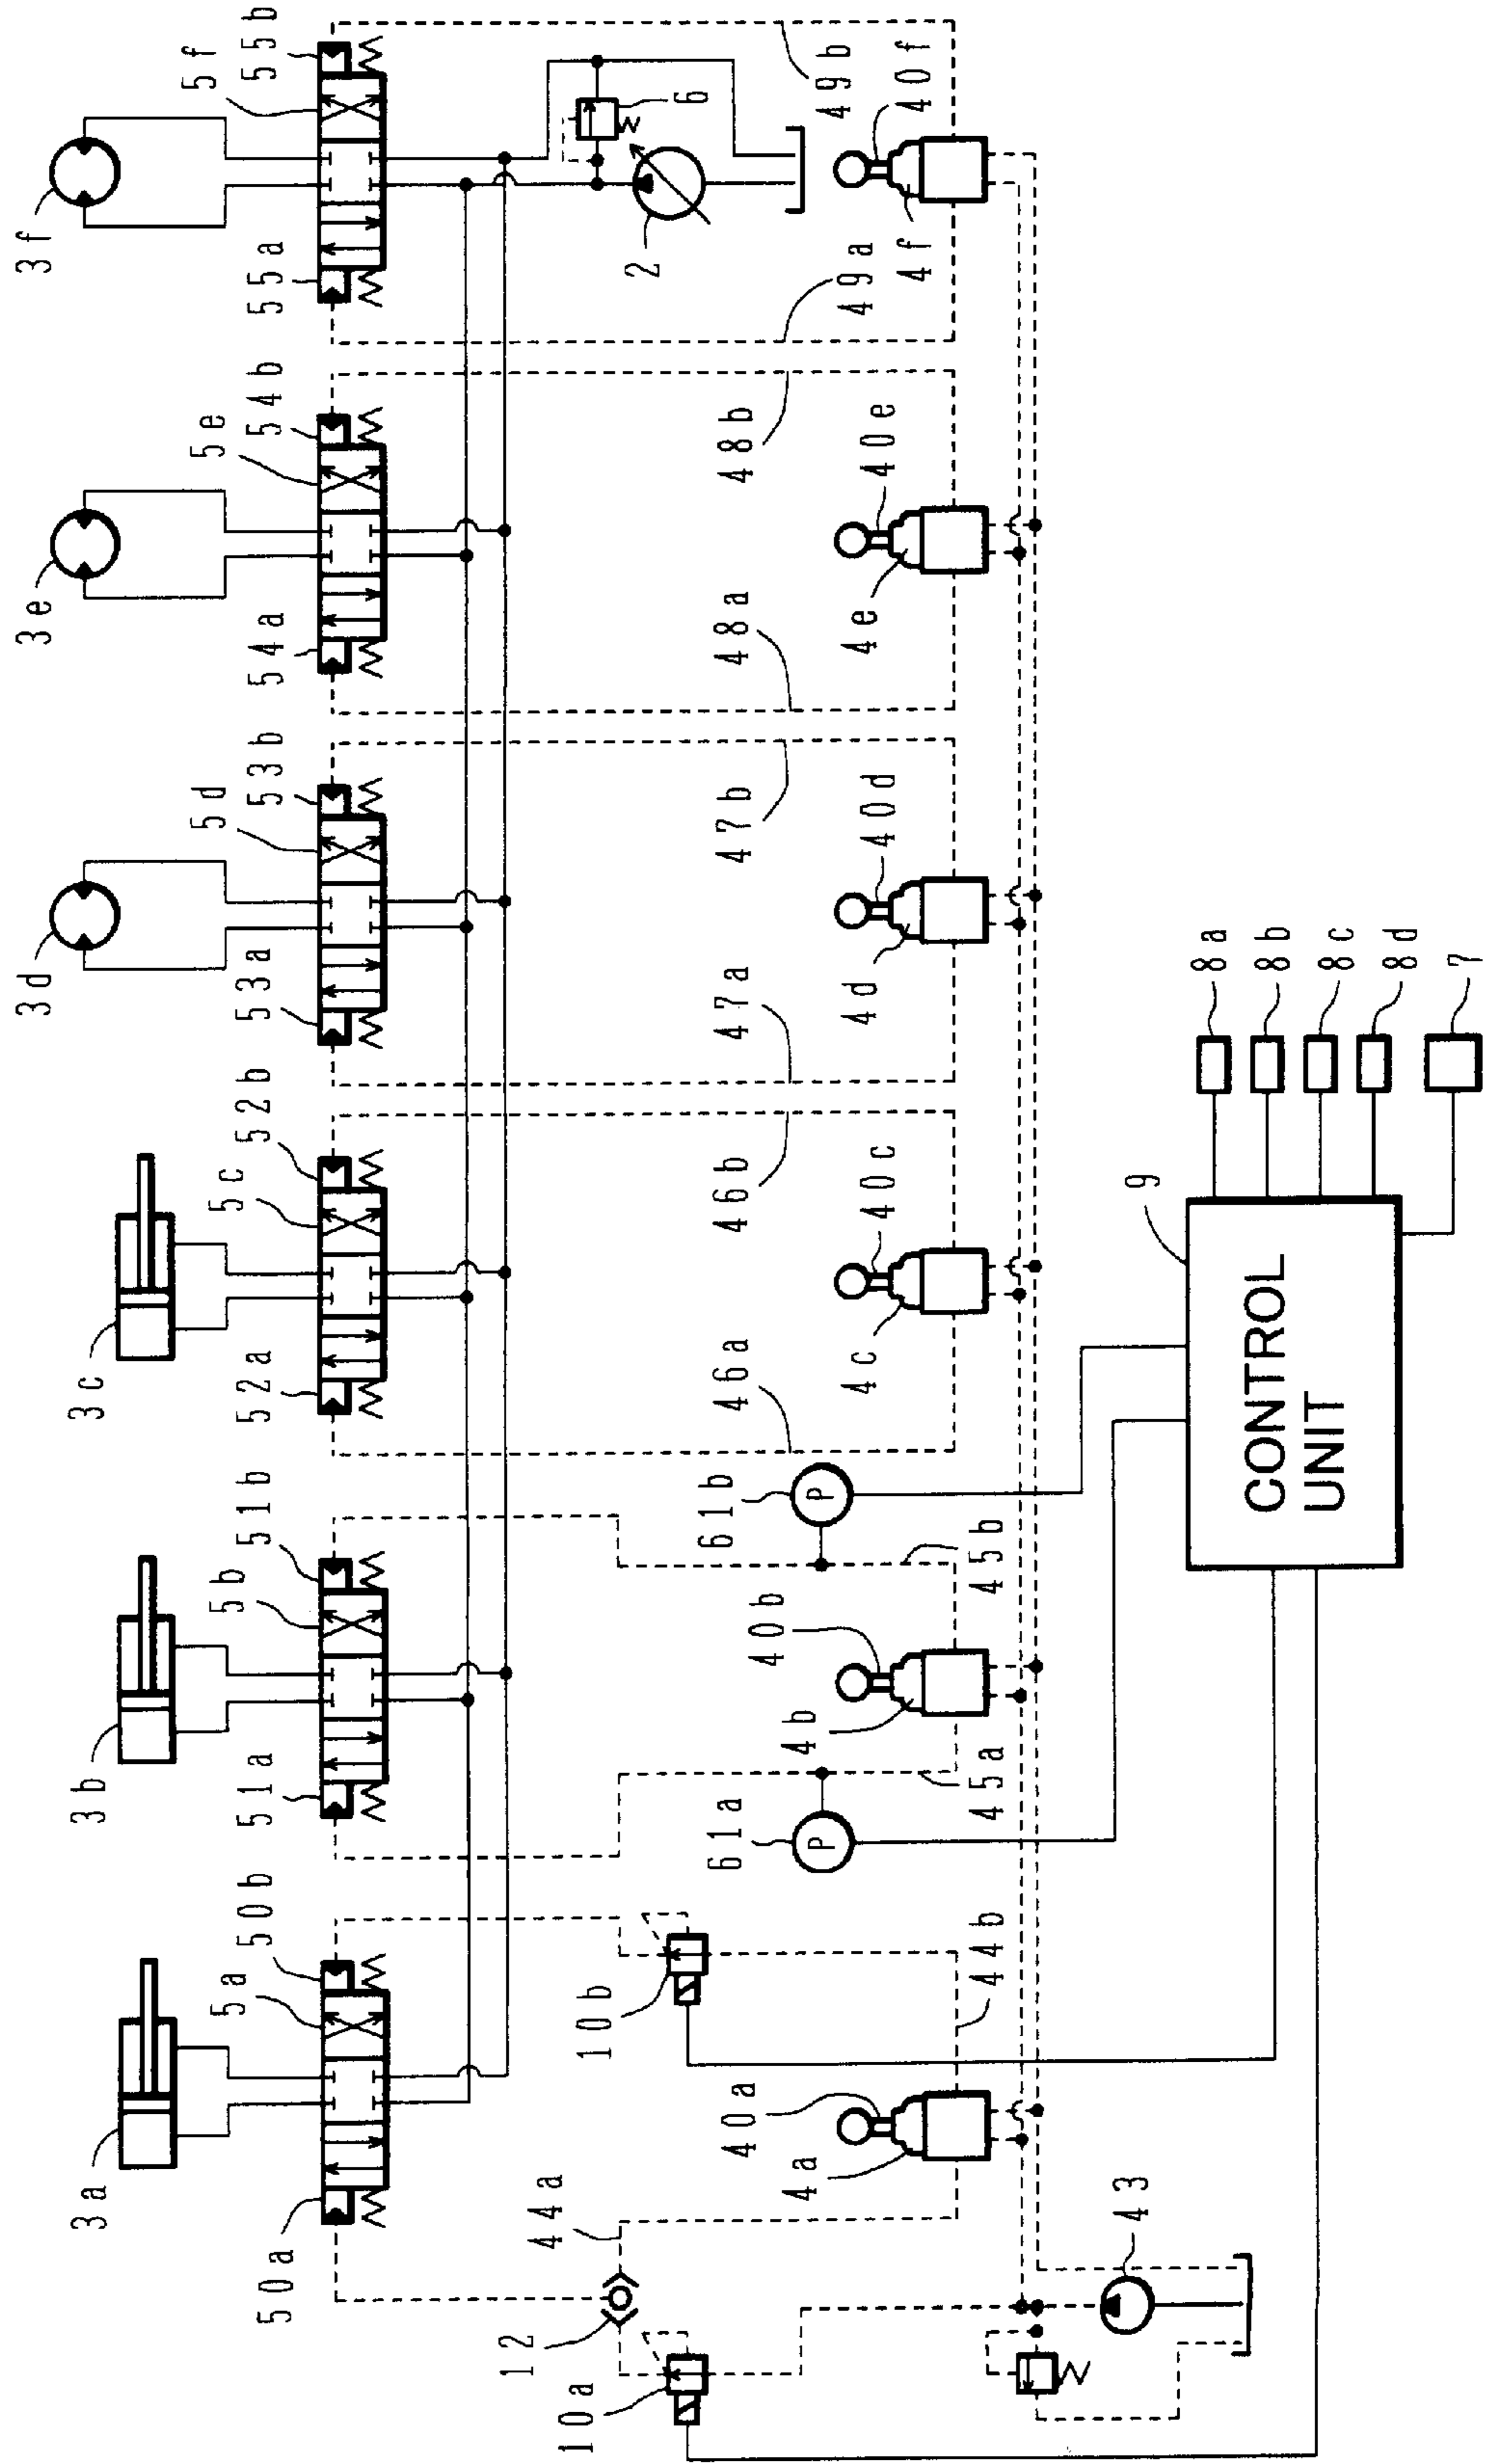 3a
3b
3c
3d
3e
3f
50a
5a
50b
51a
5b
51b
52a
5c
52b
53a
5d
53b
54a
5e
54b
55a
5f
55b
6
2
12
44a
10a
10b
44b
40a
4a
61a
P
61b
P
45a
45b
40b
4b
46a
46b
40c
4c
47a
47b
40d
4d
48a
48b
40e
4e
49a
49b
40f
4f
43
9
CONTROL
UNIT
8a
8b
8c
8d
7